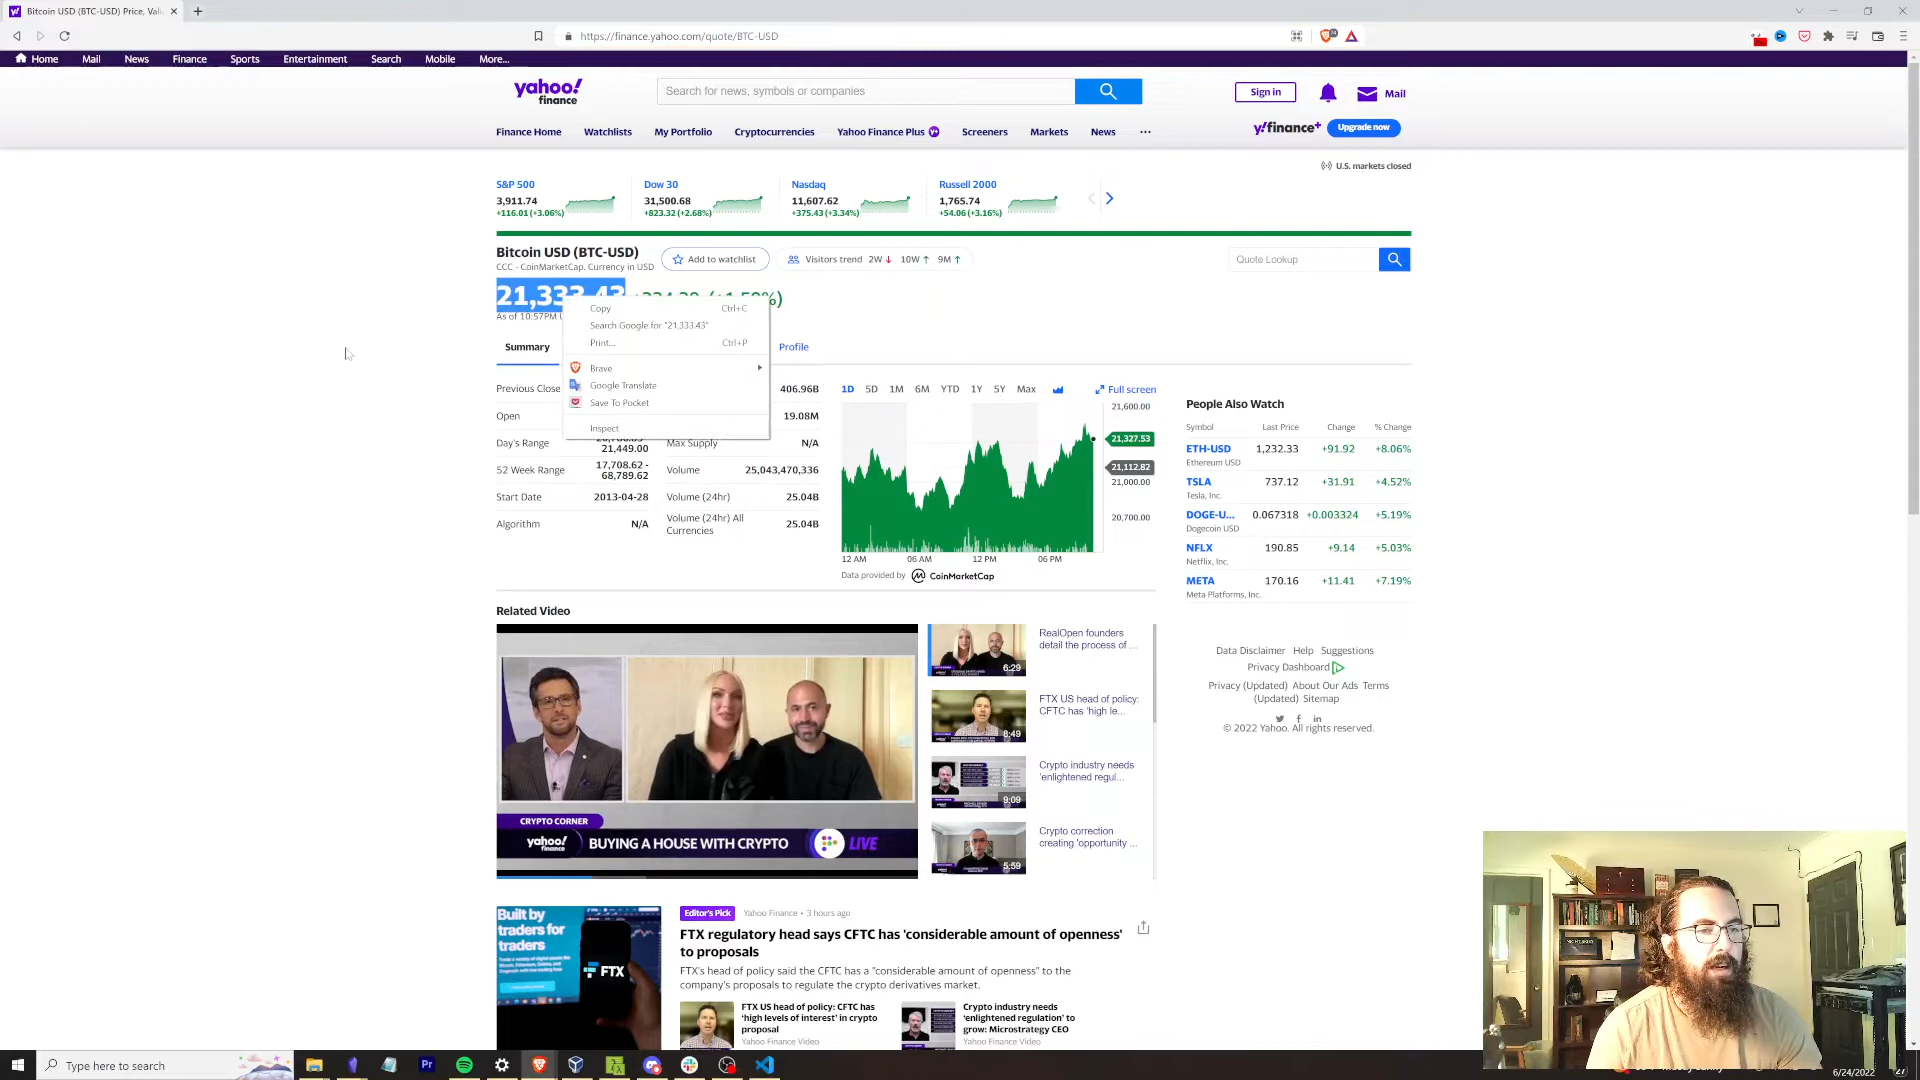 Bitcoin USD (BTC-USD) Price, Valu
https://finance.yahoo.com/quote/BTC-USD
Home Mail News Finance Sports Entertainment Search Mobile More...
yahoo!
finance
Search for news, symbols or companies
Sign in
Mail
Finance Home Watchlists My Portfolio Cryptocurrencies Yahoo Finance Plus Screeners Markets News ...
y!finance+ Upgrade now
U.S. markets closed
S&P 500
3,911.74
+116.01 (+3.06%)
Dow 30
31,500.68
+823.32 (+2.68%)
Nasdaq
11,607.62
+375.43 (+3.34%)
Russell 2000
1,765.74
+54.06 (+3.16%)
Bitcoin USD (BTC-USD)
CCC - CoinMarketCap. Currency in USD
Add to watchlist
Visitors trend 2W 10W 9M
Quote Lookup
21,333.43
As of 10:57PM
Copy Ctrl+C
Search Google for "21,333.43"
Print... Ctrl+P
Brave
Google Translate
Save To Pocket
Inspect
Summary
Profile
Previous Close
406.96B
Open
19.08M
Day's Range
21,449.00
Max Supply N/A
52 Week Range 17,708.62 -
68,789.62
Volume 25,043,470,336
Start Date 2013-04-28
Volume (24hr) 25.04B
Algorithm N/A
Volume (24hr) All
Currencies
25.04B
1D 5D 1M 6M YTD 1Y 5Y Max
Full screen
21,600.00
21,327.53
21,112.82
21,000.00
20,700.00
12 AM 06 AM 12 PM 06 PM
Data provided by CoinMarketCap
People Also Watch
Symbol Last Price Change % Change
ETH-USD 1,232.33 +91.92 +8.06%
Ethereum USD
TSLA 737.12 +31.91 +4.52%
Tesla, Inc.
DOGE-U... 0.067318 +0.003324 +5.19%
Dogecoin USD
NFLX 190.85 +9.14 +5.03%
Netflix, Inc.
META 170.16 +11.41 +7.19%
Meta Platforms, Inc.
Data Disclaimer Help Suggestions
Privacy Dashboard
Privacy (Updated) About Our Ads Terms
(Updated) Sitemap
© 2022 Yahoo. All rights reserved.
Related Video
CRYPTO CORNER
yahoo!
finance
BUYING A HOUSE WITH CRYPTO
LIVE
RealOpen founders
detail the process of ...
6:29
FTX US head of policy:
CFTC has 'high le...
8:49
Crypto industry needs
'enlightened regul...
9:09
Crypto correction
creating 'opportunity ...
5:59
Built by
traders for
traders
FTX
Editor's Pick Yahoo Finance • 3 hours ago
FTX regulatory head says CFTC has 'considerable amount of openness'
to proposals
FTX's head of policy said the CFTC has a "considerable amount of openness" to the
company's proposals to regulate the crypto derivatives market.
FTX US head of policy: CFTC has
'high levels of interest' in crypto
proposal
Yahoo Finance Video
Crypto industry needs
'enlightened regulation' to
grow: Microstrategy CEO
Yahoo Finance Video
Type here to search
6/24/2022